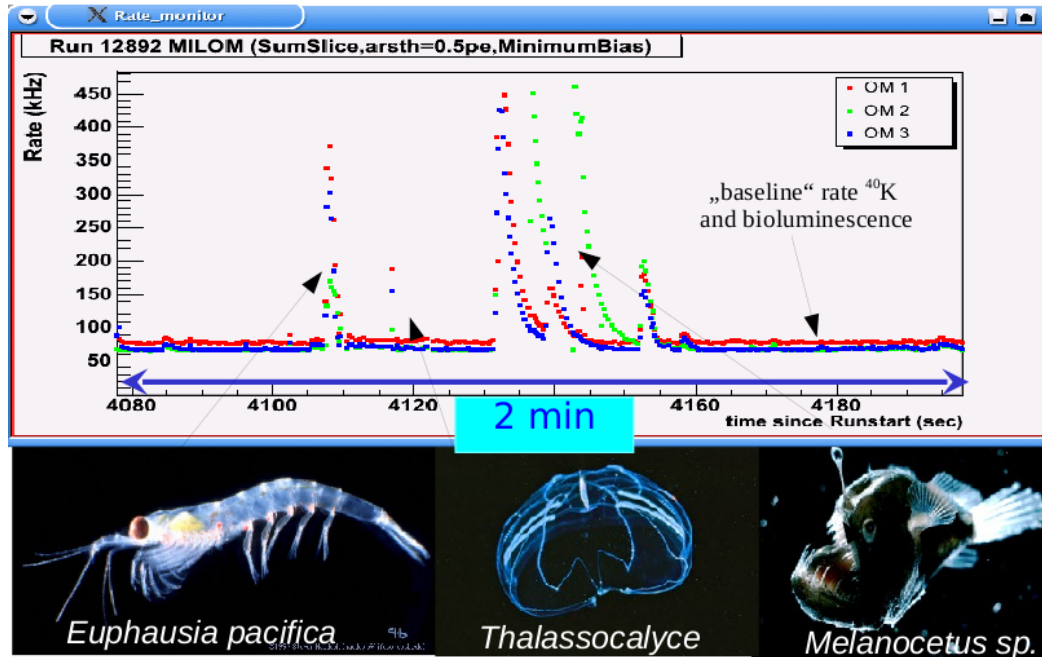 Rate_monitor
Run 12892 MILOM (SumSlice,arsth=0.5pe,MinimumBias)
Rate (kHz)
450
400
350
300
250
200
150
100
50
OM 1
OM 2
OM 3
„baseline“ rate ⁴⁰K
and bioluminescence
4080
4100
4120
4160
4180
2 min
time since Runstart (sec)
Euphausia pacifica
Thalassocalyce
Melanocetus sp.